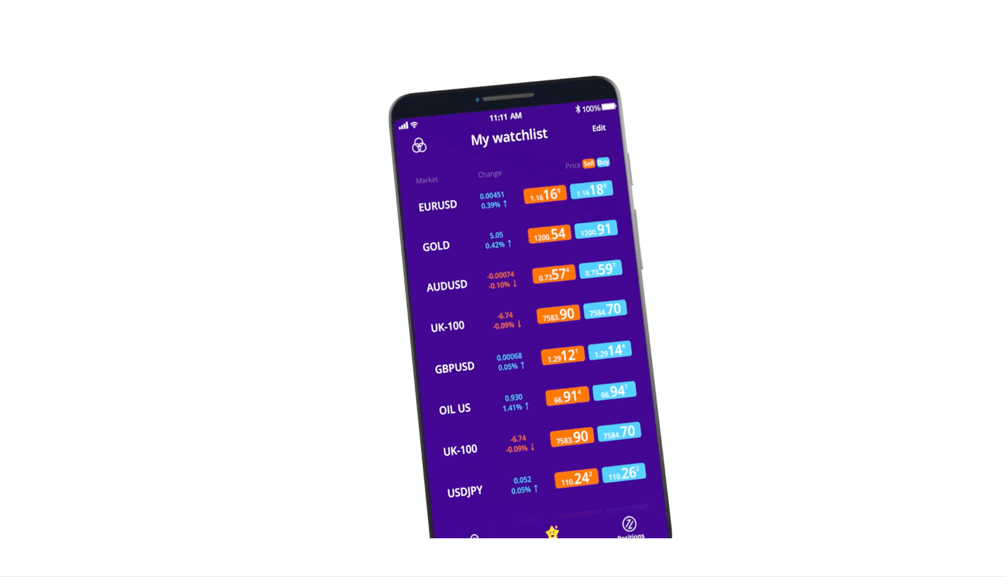 11:11 AM
100%
My watchlist
Edit
Market Change Price Sell Buy
EURUSD 0.00451 0.39% ↑ 1.16 16⁰ 1.16 18⁰
GOLD 5.05 0.42% ↑ 1200.54 1200.91
AUDUSD -0.00074 -0.10% ↓ 0.73 57⁴ 0.73 59⁷
UK-100 -6.74 -0.09% ↓ 7583.90 7584.70
GBPUSD 0.00068 0.05% ↑ 1.29 12¹ 1.29 14⁴
OIL US 0.930 1.41% ↑ 66.91⁴ 66.94⁷
UK-100 -6.74 -0.09% ↓ 7583.90 7584.70
USDJPY 0.052 0.05% ↑ 110.24² 110.26²
Positions